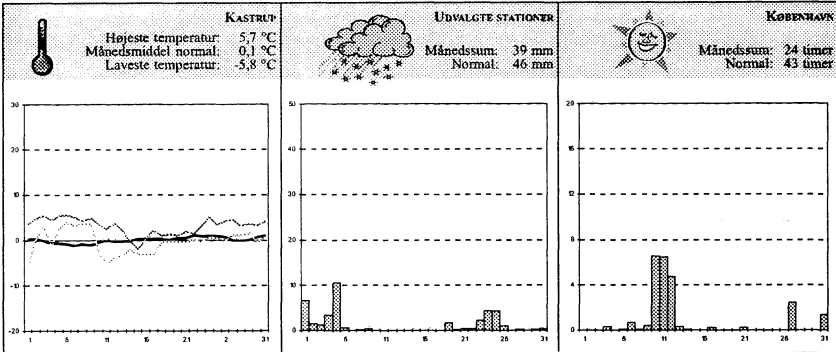 KASTRUP
Højeste temperatur: 5,7 °C
Månedsmiddel normal: 0,1 °C
Laveste temperatur: -5,8 °C
30
20
10
0
-10
-20
1 6 11 16 21 2 31
UDVALGTE STATIONER
Månedssum: 39 mm
Normal: 46 mm
50
40
30
20
10
0
1 6 11 16 21 26 31
KØBENHAVN
Månedssum: 24 timer
Normal: 43 timer
20
16
12
8
4
0
1 6 11 16 21 26 31